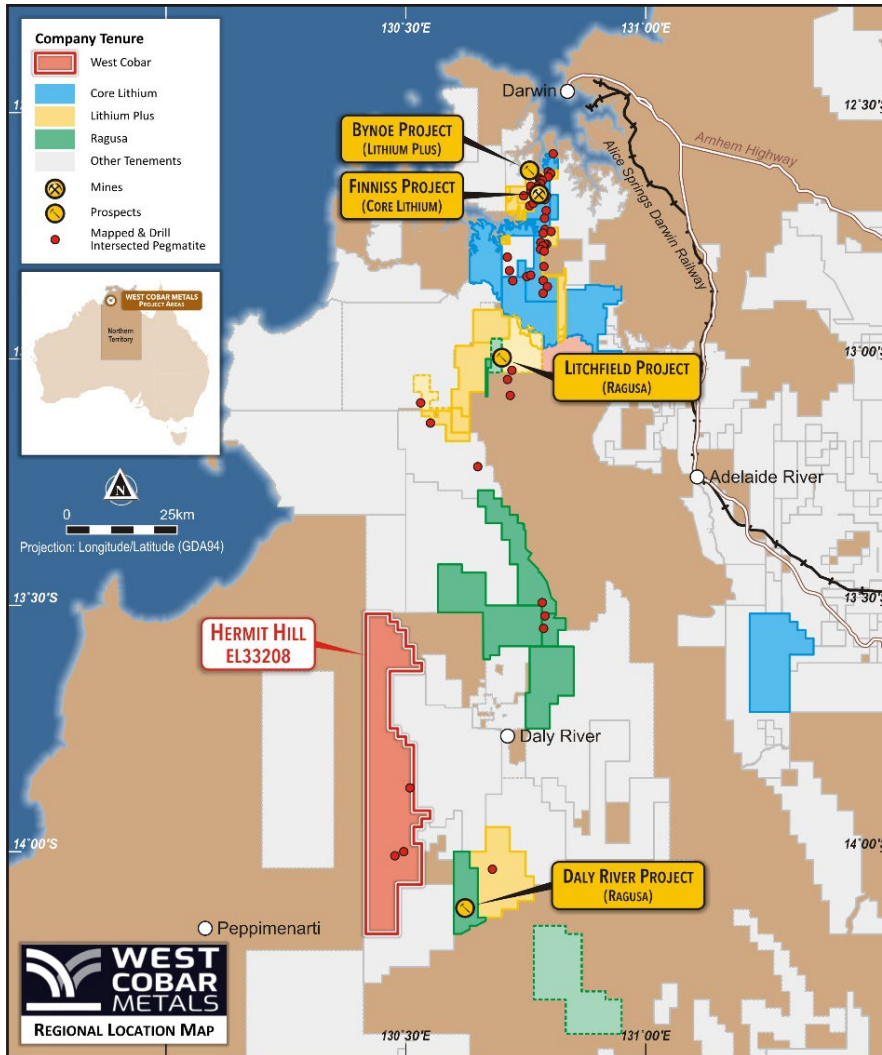 130°30'E
131°00'E
Company Tenure
West Cobar
Core Lithium
Lithium Plus
Ragusa
Other Tenements
Mines
Prospects
Mapped & Drill
Intersected Pegmatite
Darwin
12°30'S
BYNOE PROJECT
(LITHIUM PLUS)
FINNISS PROJECT
(CORE LITHIUM)
Arnhem Highway
Alice Springs Darwin Railway
WEST COBAR METALS
PROJECT AREAS
Northern
Territory
13°00'S
LITCHFIELD PROJECT
(RAGUSA)
N
0 25km
Projection: Longitude/Latitude (GDA94)
Adelaide River
13°30'S
13°30'S
HERMIT HILL
EL33208
Daly River
14°00'S
14°00'S
DALY RIVER PROJECT
(RAGUSA)
Peppimenarti
WEST
COBAR
METALS
REGIONAL LOCATION MAP
130°30'E
131°00'E